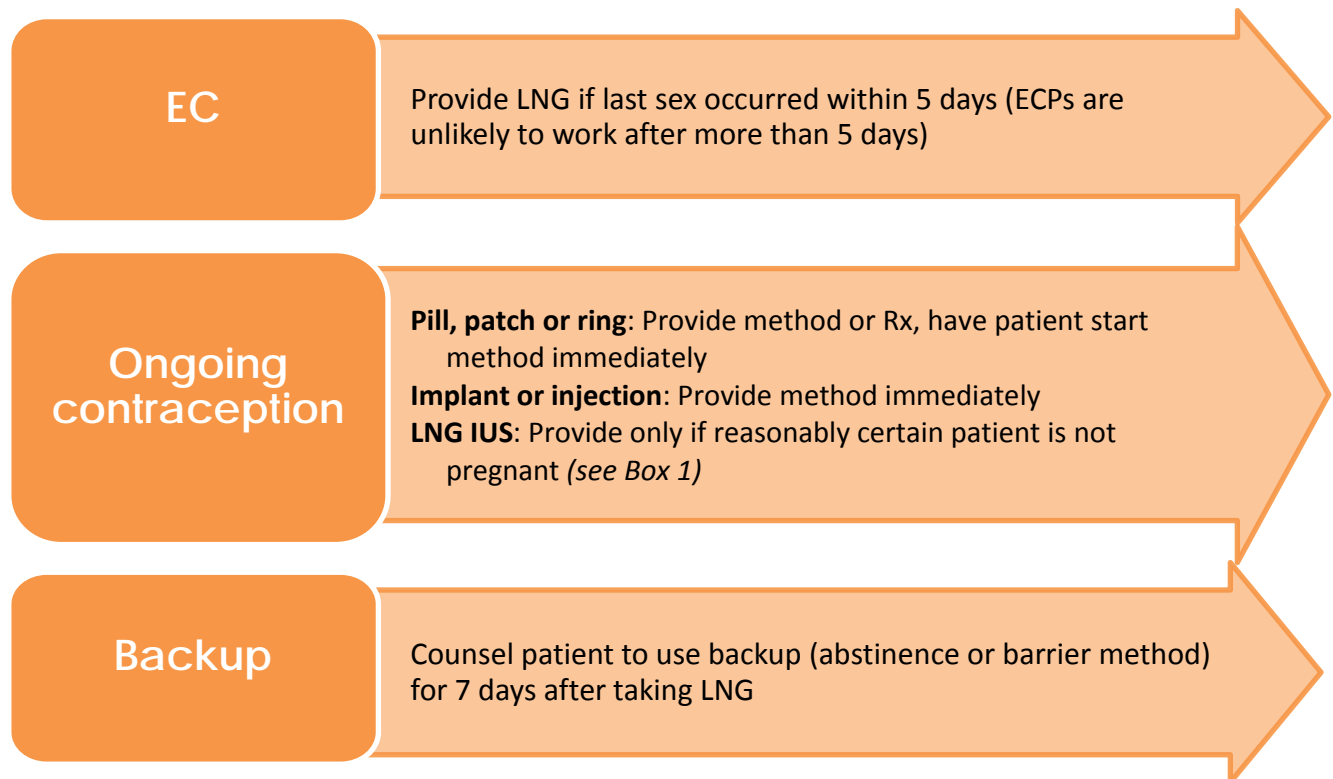 EC
Provide LNG if last sex occurred within 5 days (ECPs are
unlikely to work after more than 5 days)
Ongoing
contraception
Pill, patch or ring: Provide method or Rx, have patient start
method immediately
Implant or injection: Provide method immediately
LNG IUS: Provide only if reasonably certain patient is not
pregnant (see Box 1)
Backup
Counsel patient to use backup (abstinence or barrier method)
for 7 days after taking LNG